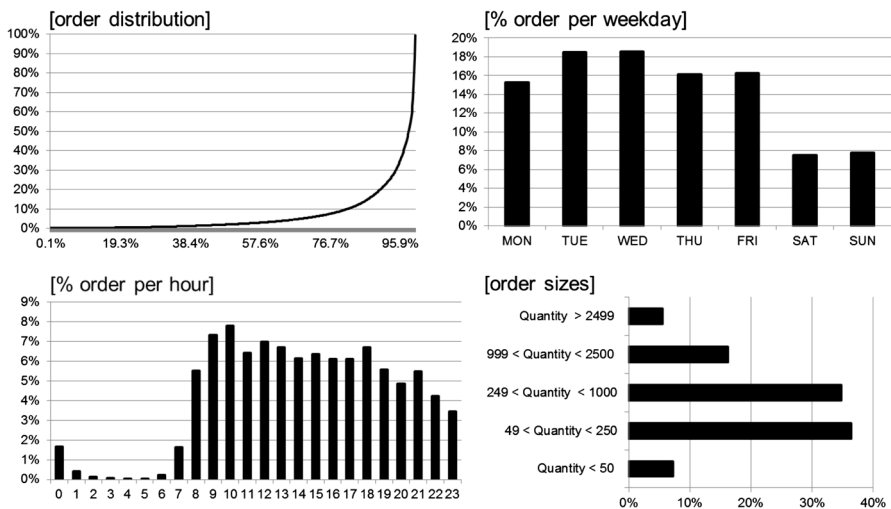 [order distribution]
100%
90%
80%
70%
60%
50%
40%
30%
20%
10%
0%
0.1% 19.3% 38.4% 57.6% 76.7% 95.9%
[% order per weekday]
20%
18%
16%
14%
12%
10%
8%
6%
4%
2%
0%
MON TUE WED THU FRI SAT SUN
[% order per hour]
9%
8%
7%
6%
5%
4%
3%
2%
1%
0%
0 1 2 3 4 5 6 7 8 9 10 11 12 13 14 15 16 17 18 19 20 21 22 23
[order sizes]
Quantity > 2499
999 < Quantity < 2500
249 < Quantity < 1000
49 < Quantity < 250
Quantity < 50
0% 10% 20% 30% 40%